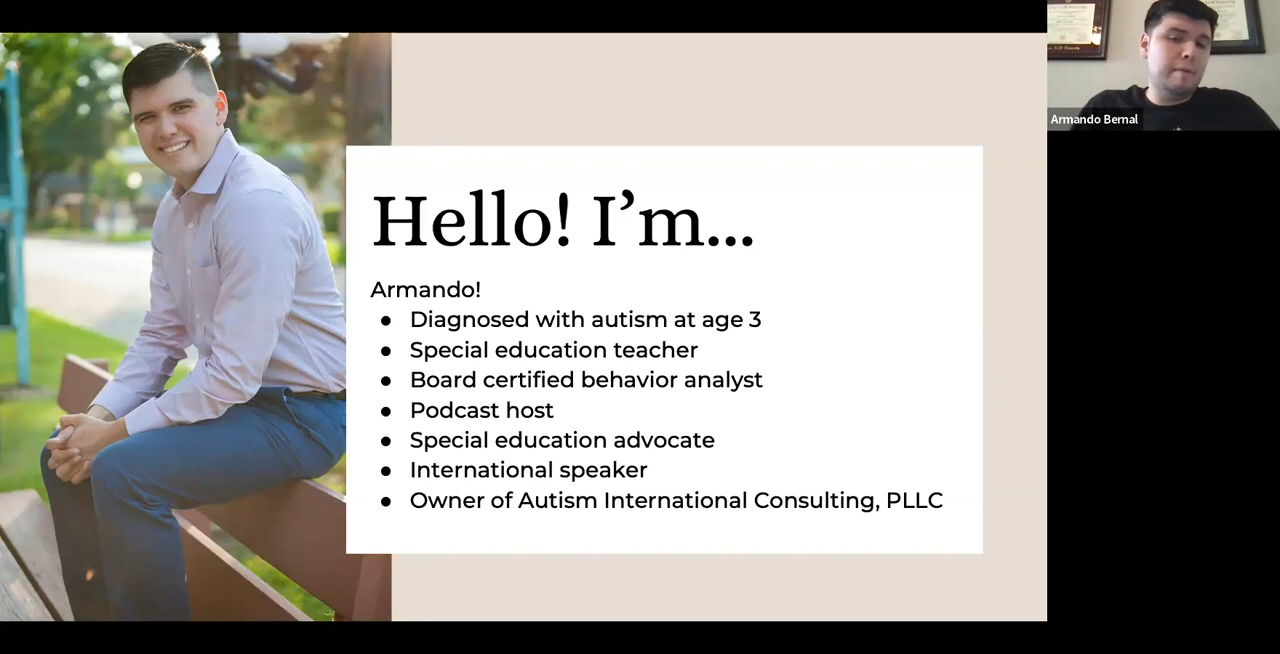 Hello! I’m...
Armando!
● Diagnosed with autism at age 3
● Special education teacher
● Board certified behavior analyst
● Podcast host
● Special education advocate
● International speaker
● Owner of Autism International Consulting, PLLC
Armando Bernal